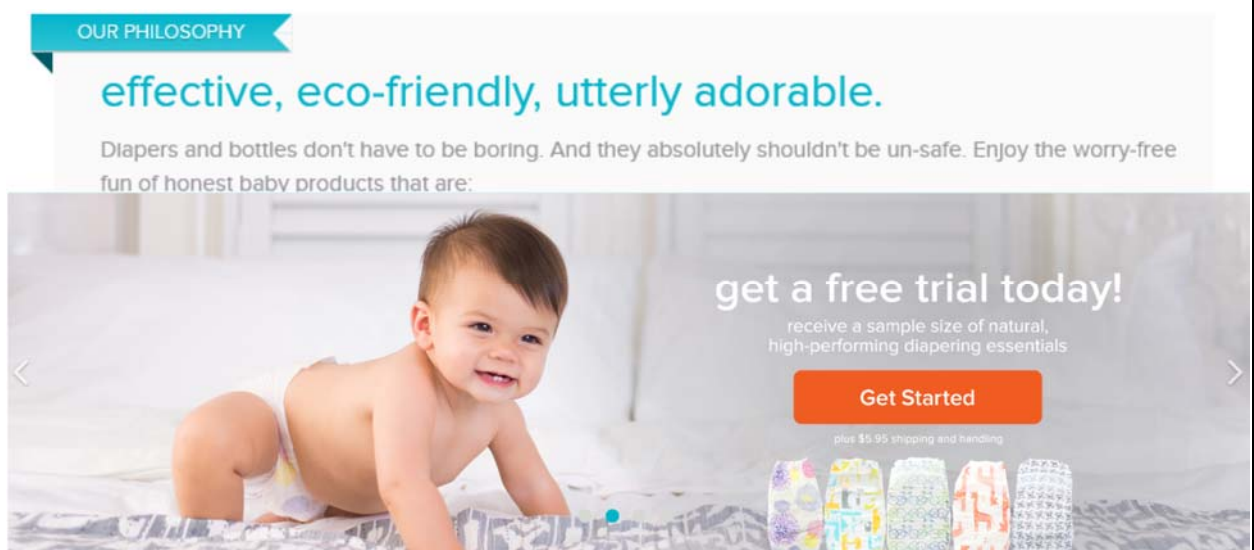 OUR PHILOSOPHY
effective, eco-friendly, utterly adorable.
Diapers and bottles don't have to be boring. And they absolutely shouldn't be un-safe. Enjoy the worry-free
fun of honest baby products that are:
get a free trial today!
receive a sample size of natural,
high-performing diapering essentials
Get Started
plus $5.95 shipping and handling